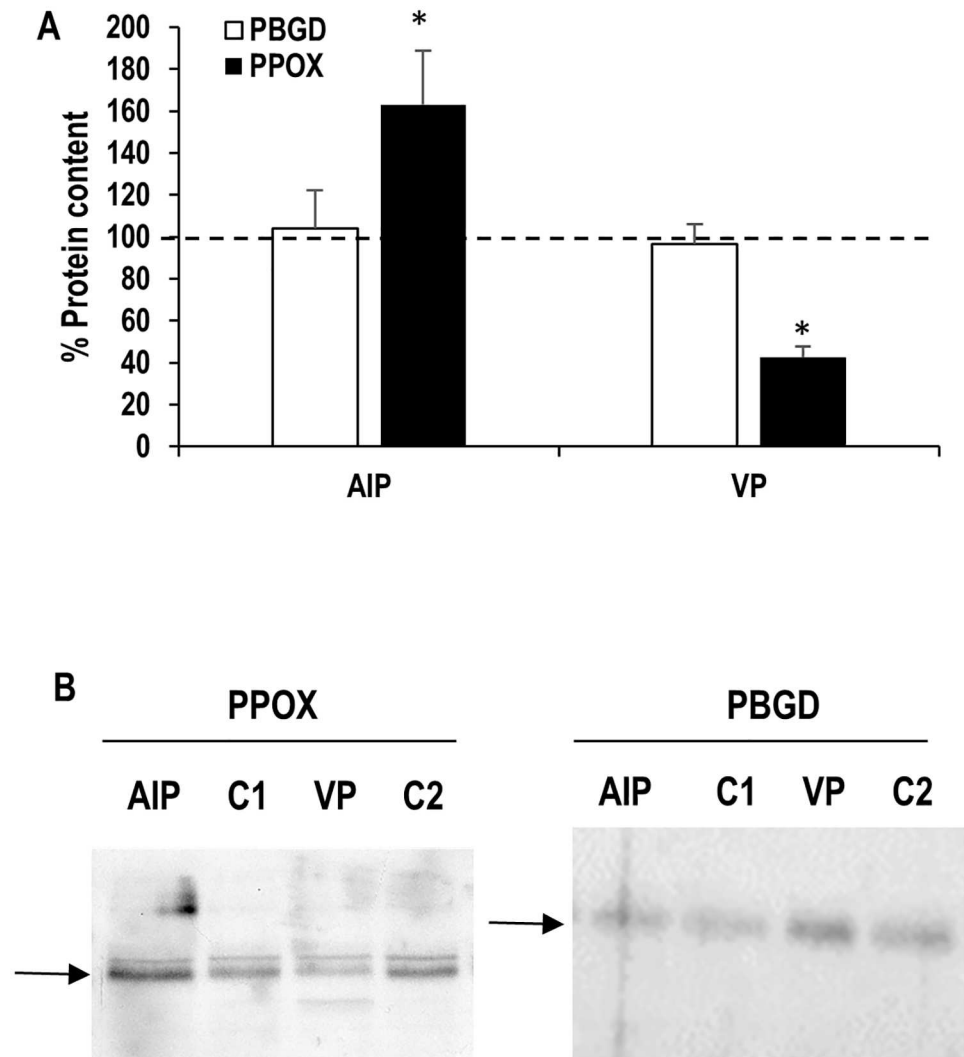 A
*
200
180
160
140
120
100
80
60
40
20
0
% Protein content
PBGD
PPOX
*
AIP
VP
B
PPOX
PBGD
AIP C1 VP C2
AIP C1 VP C2